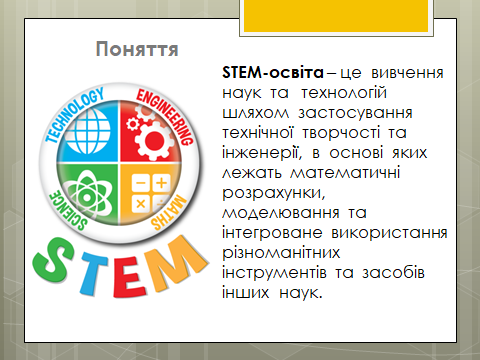 Поняття
TECHNOLOGY
ENGINEERING
SCIENCE
MATHS
STEM
STEM-освіта – це вивчення
наук та технологій
шляхом застосування
технічної творчості та
інженерії, в основі яких
лежать математичні
розрахунки,
моделювання та
інтегроване використання
різноманітних
інструментів та засобів
інших наук.